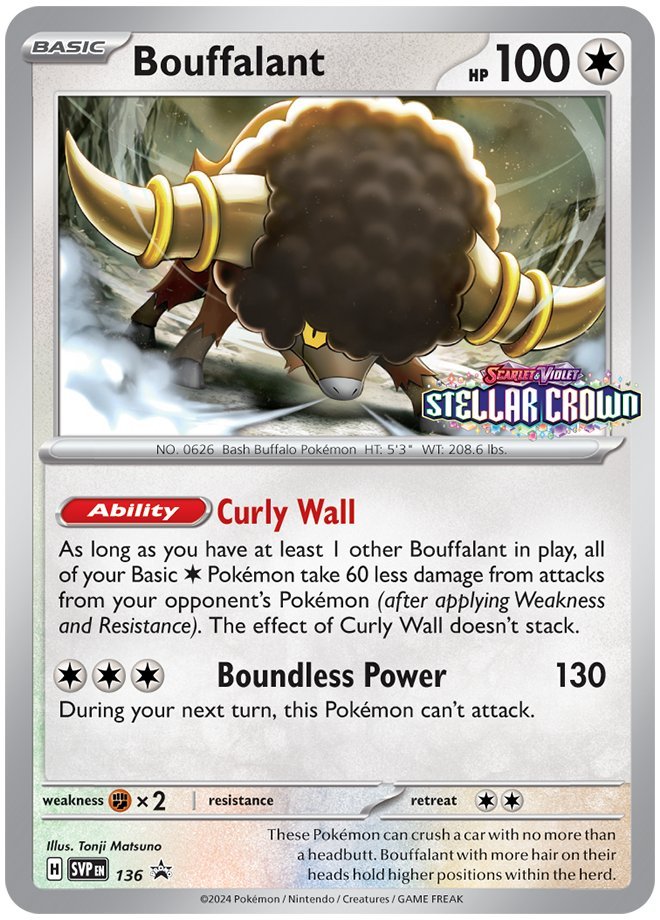 BASIC
Bouffalant
HP 100
SCARLET & VIOLET
STELLAR CROWN
NO. 0626 Bash Buffalo Pokémon HT: 5'3" WT: 208.6 lbs.
Ability Curly Wall
As long as you have at least 1 other Bouffalant in play, all
of your Basic Pokémon take 60 less damage from attacks
from your opponent's Pokémon (after applying Weakness
and Resistance). The effect of Curly Wall doesn't stack.
Boundless Power 130
During your next turn, this Pokémon can't attack.
weakness ×2 resistance retreat
Illus. Tonji Matsuno
H SVP EN 136
These Pokémon can crush a car with no more than
a headbutt. Bouffalant with more hair on their
heads hold higher positions within the herd.
©2024 Pokémon / Nintendo / Creatures / GAME FREAK